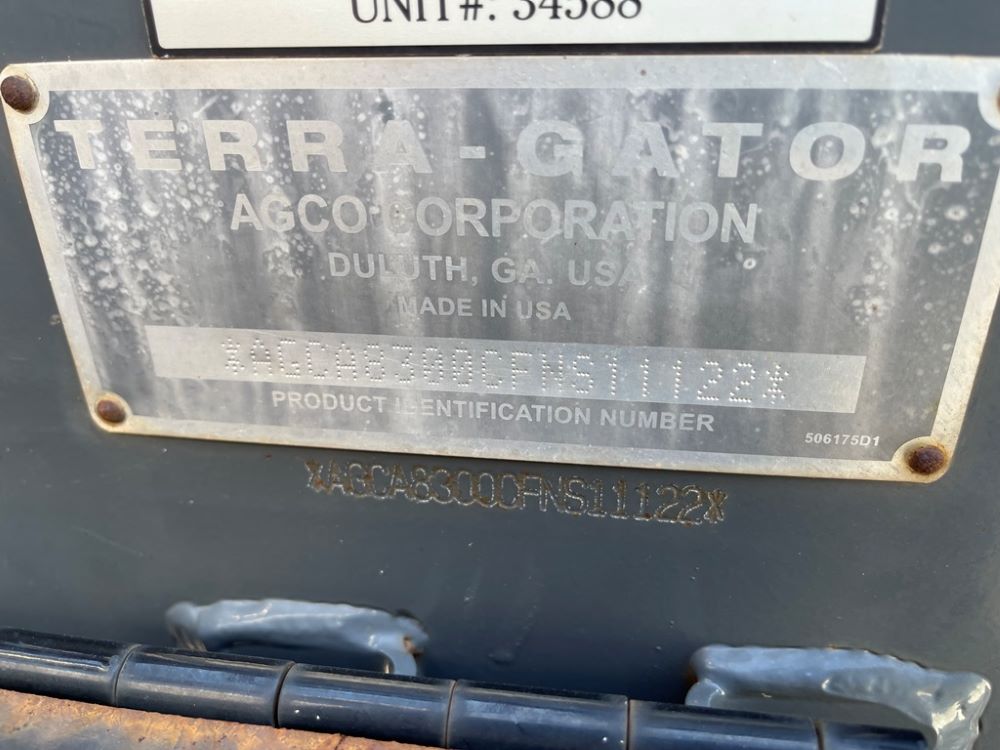 UNIT#: 34588
TERRA-GATOR
AGCO CORPORATION
DULUTH, GA. USA
MADE IN USA
*AGCA8300CFNS11122*
PRODUCT IDENTIFICATION NUMBER
506175D1
*AGCA8300CFNS11122*